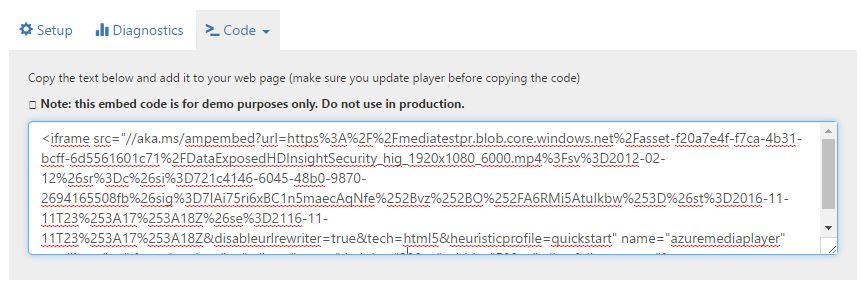 Setup Diagnostics Code
Copy the text below and add it to your web page (make sure you update player before copying the code)
Note: this embed code is for demo purposes only. Do not use in production.
<iframe src="//aka.ms/ampembed?url=https%3A%2F%2Fmediatestpr.blob.core.windows.net%2Fasset-f20a7e4f-f7ca-4b31-
bcff-6d5561601c71%2FDataExposedHDInsightSecurity_hig_1920x1080_6000.mp4%3Fsv%3D2012-02-
12%26sr%3Dc%26si%3D721c4146-6045-48b0-9870-
2694165508fb%26sig%3D7IAi75ri6xBC1n5maecAqNfe%252Bvz%252BO%252FA6RMi5AtuIkbw%253D%26st%3D2016-11-
11T23%253A17%253A18Z%26se%3D2116-11-
11T23%253A17%253A18Z&disableurlrewriter=true&tech=html5&heuristicprofile=quickstart" name="azuremediaplayer"